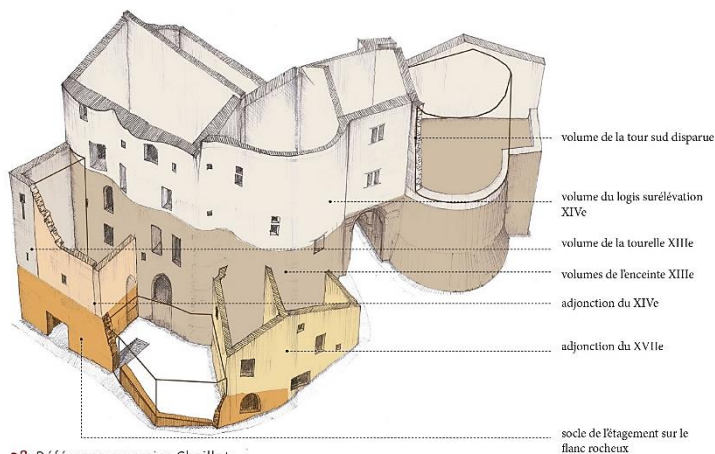 volume de la tour sud disparue
volume du logis surélévation
XIVe
volume de la tourelle XIIIe
volumes de l'enceinte XIIIe
adjonction du XIVe
adjonction du XVIIe
socle de l'étagement sur le
flanc rocheux